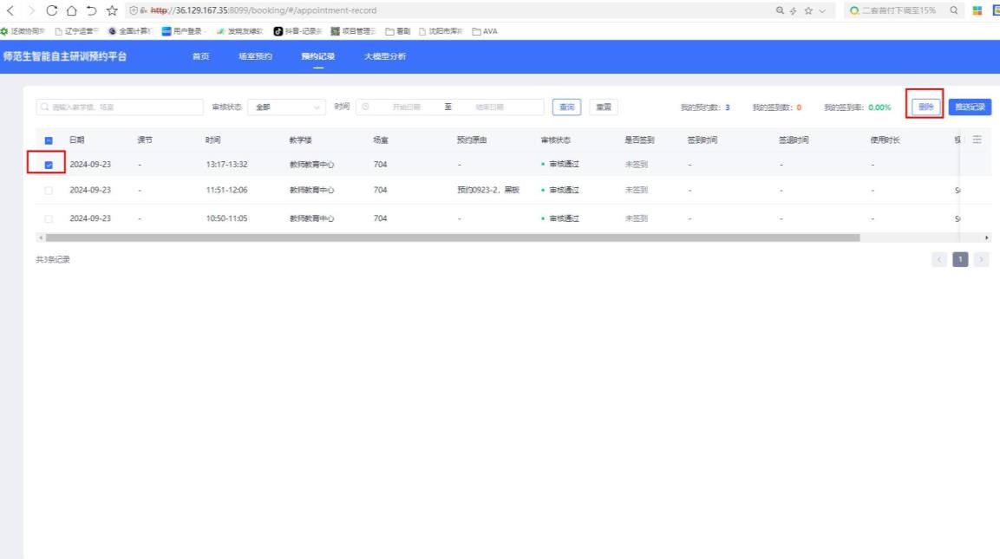 http://36.129.167.35:8099/booking/#/appointment-record 二套首付下调至15%
泛微协同 辽宁运营 全国计算机 用户登录 抖音-记录 项目管理 看剧 沈阳市浑南 AVA
师范生智能自主研训预约平台 首页 场室预约 预约记录 大模型分析
请输入教学楼、场室 审核状态 全部 时间 开始日期 至 结束日期 查询 重置 我的预约数: 3 我的签到数: 0 我的签到率: 0.00% 删除 推送记录
日期 课节 时间 教学楼 场室 预约原由 审核状态 是否签到 签到时间 签退时间 使用时长
2024-09-23 - 13:17-13:32 教师教育中心 704 - 审核通过 未签到 - - -
2024-09-23 - 11:51-12:06 教师教育中心 704 预约0923-2，黑板 审核通过 未签到 - - -
2024-09-23 - 10:50-11:05 教师教育中心 704 - 审核通过 未签到 - - -
共3条记录 1